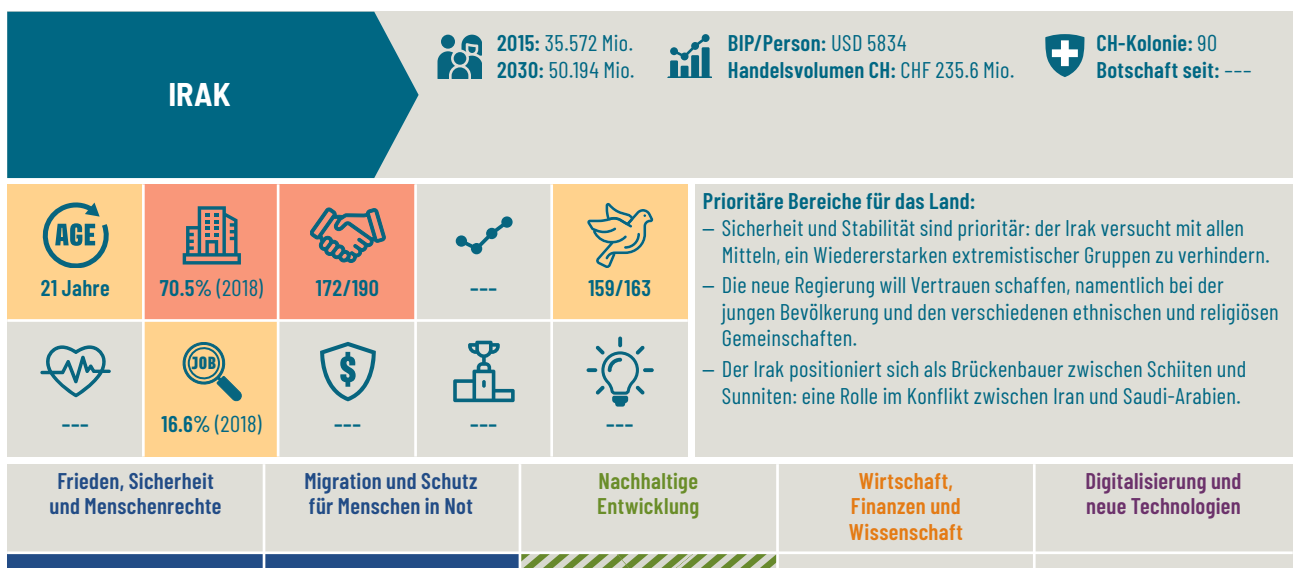 IRAK
2015: 35.572 Mio.
2030: 50.194 Mio.
BIP/Person: USD 5834
Handelsvolumen CH: CHF 235.6 Mio.
CH-Kolonie: 90
Botschaft seit: ---
AGE
21 Jahre
70.5% (2018)
172/190
---
159/163
---
JOB
16.6% (2018)
$
---
---
---
Prioritäre Bereiche für das Land:
– Sicherheit und Stabilität sind prioritär: der Irak versucht mit allen
Mitteln, ein Wiedererstarken extremistischer Gruppen zu verhindern.
– Die neue Regierung will Vertrauen schaffen, namentlich bei der
jungen Bevölkerung und den verschiedenen ethnischen und religiösen
Gemeinschaften.
– Der Irak positioniert sich als Brückenbauer zwischen Schiiten und
Sunniten: eine Rolle im Konflikt zwischen Iran und Saudi-Arabien.
Frieden, Sicherheit
und Menschenrechte
Migration und Schutz
für Menschen in Not
Nachhaltige
Entwicklung
Wirtschaft,
Finanzen und
Wissenschaft
Digitalisierung und
neue Technologien